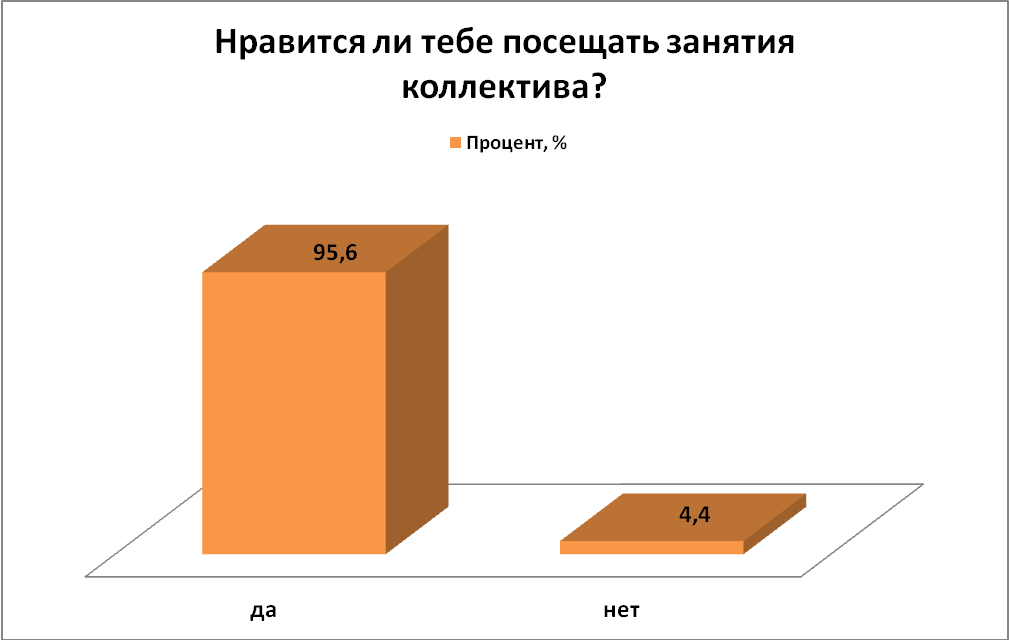 Нравится ли тебе посещать занятия
коллектива?
Процент, %
95,6
4,4
да
нет